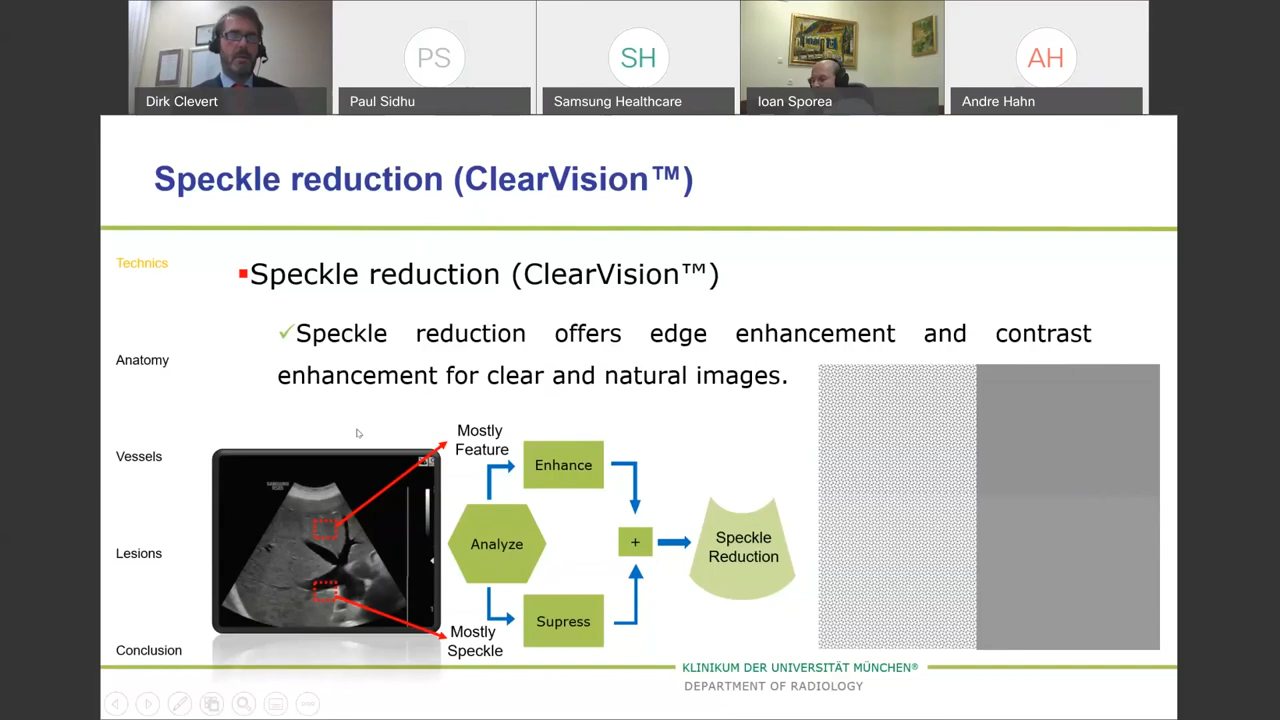 PS
SH
AH
Dirk Clevert
Paul Sidhu
Samsung Healthcare
Ioan Sporea
Andre Hahn
Speckle reduction (ClearVision™)
Technics
Anatomy
Vessels
Lesions
Conclusion
Speckle reduction (ClearVision™)
Speckle reduction offers edge enhancement and contrast
enhancement for clear and natural images.
Mostly
Feature
Enhance
SAMSUNG
Analyze
+
Speckle
Reduction
Supress
Mostly
Speckle
KLINIKUM DER UNIVERSITÄT MÜNCHEN®
DEPARTMENT OF RADIOLOGY